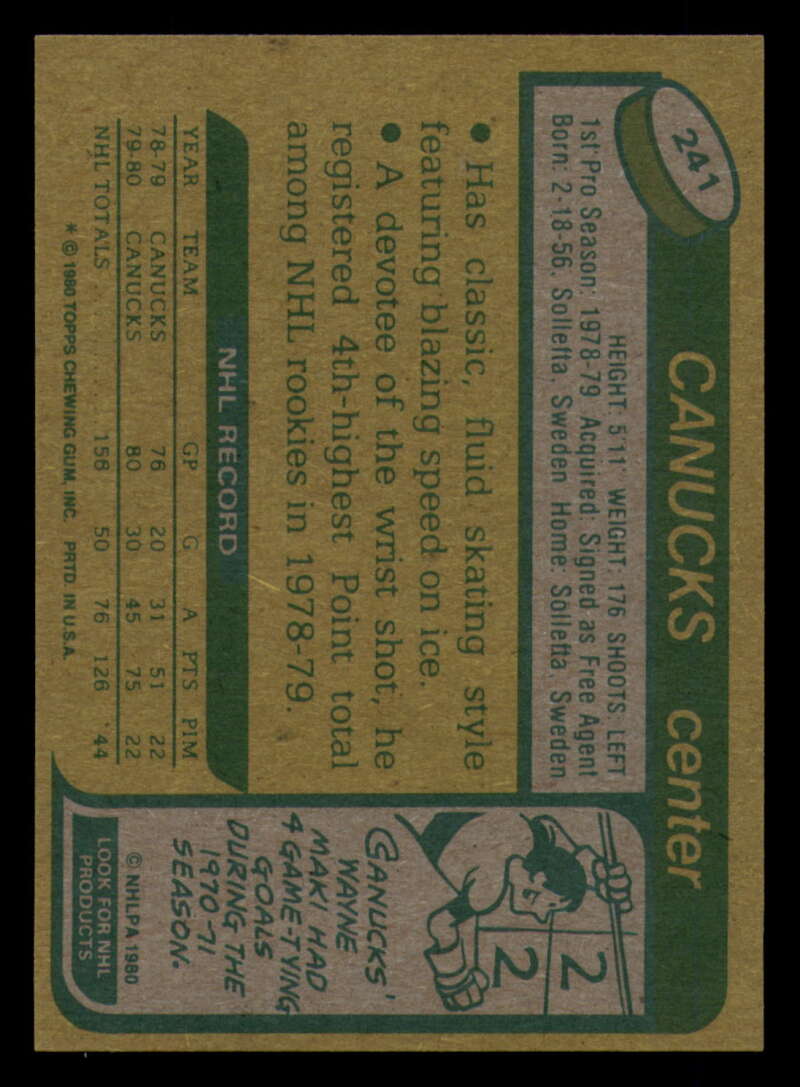 241
CANUCKS center
HEIGHT: 5'11" WEIGHT: 176 SHOOTS: LEFT
1st Pro Season: 1978-79 Acquired: Signed as Free Agent
Born: 2-18-56, Solletta, Sweden Home: Solletta, Sweden
● Has classic, fluid skating style
featuring blazing speed on ice.
● A devotee of the wrist shot, he
registered 4th-highest Point total
among NHL rookies in 1978-79.
NHL RECORD
YEAR TEAM GP G A PTS PIM
78-79 CANUCKS 76 20 31 51 22
79-80 CANUCKS 80 30 45 75 22
NHL TOTALS 156 50 76 126 44
* © 1980 TOPPS CHEWING GUM, INC. PRTD. IN U.S.A.
2
2
CANUCKS'
WAYNE
MAKI HAD
4 GAME-TYING
GOALS
DURING THE
1970-71
SEASON.
© NHLPA 1980
LOOK FOR NHL
PRODUCTS